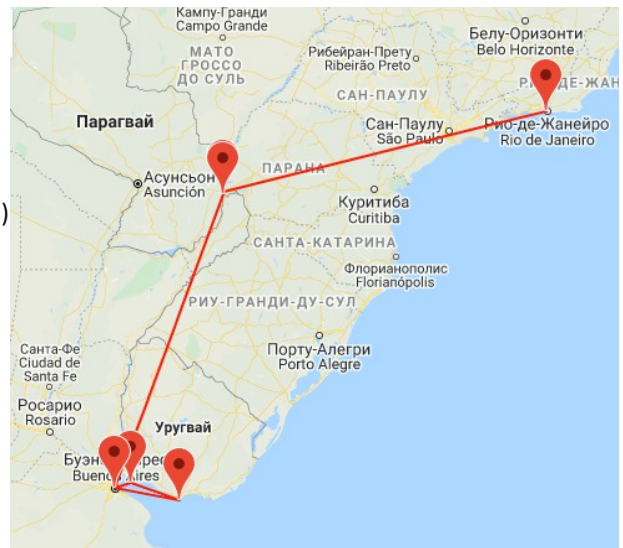 Кампу-Гранди
Campo Grande
Белу-Оризонти
Belo Horizonte
МАТО
ГРОССО
ДО СУЛЬ
Рибейран-Прету
Ribeirão Preto
САН-ПАУЛУ
Парагвай
Сан-Паулу
São Paulo
Рио-де-Жанейро
Rio de Janeiro
Асунсьон
Asunción
ПАРАНА
Куритиба
Curitiba
)
САНТА-КАТАРИНА
Флорианополис
Florianópolis
РИУ-ГРАНДИ-ДУ-СУЛ
Санта-Фе
Ciudad de
Santa Fe
Порту-Алегри
Porto Alegre
Росарио
Rosario
Уругвай
Buenos Aires